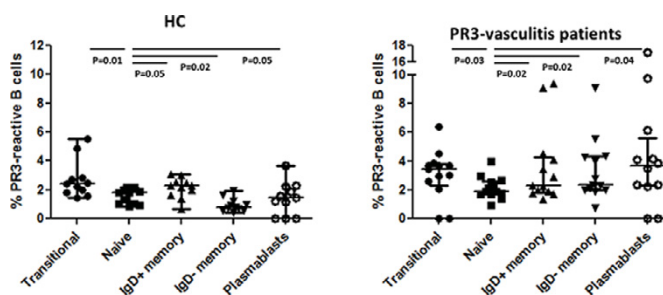 HC
% PR3-reactive B cells
12
10
8
6
4
2
0
P=0.01
P=0.05
P=0.02
P=0.05
Transitional
Naive
IgD+ memory
IgD- memory
Plasmablasts
PR3-vasculitis patients
% PR3-reactive B cells
18
16
10
8
6
4
2
0
P=0.03
P=0.02
P=0.02
P=0.04
Transitional
Naive
IgD+ memory
IgD- memory
Plasmablasts